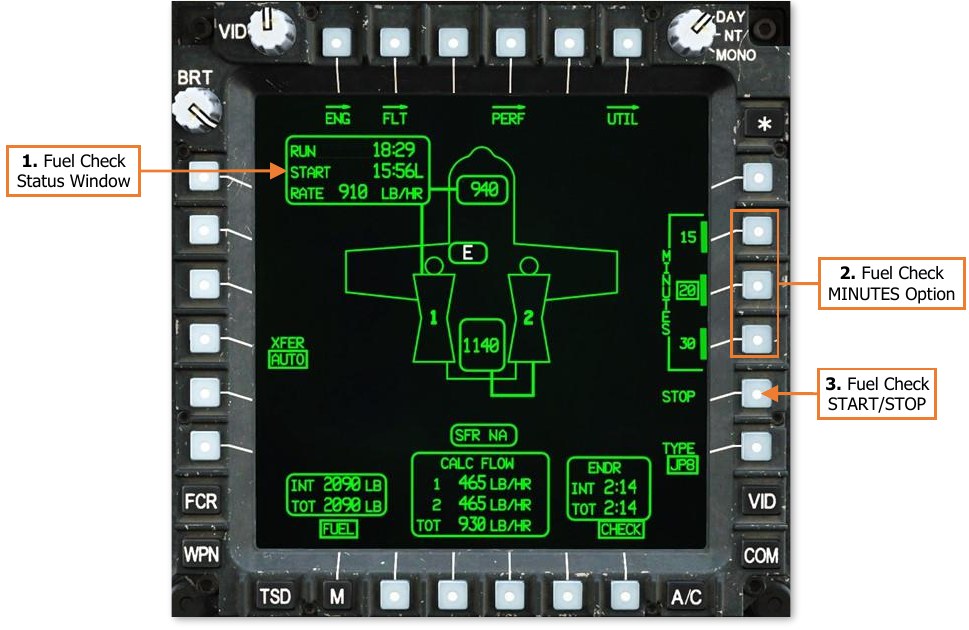 VID
DAY
NT/
MONO
BRT
ENG
FLT
PERF
UTIL
*
1. Fuel Check
Status Window
RUN 18:29
START 15:56L
RATE 910 LB/HR
940
E
15
MINUTES
20
30
2. Fuel Check
MINUTES Option
1
2
1140
XFER
AUTO
3. Fuel Check
START/STOP
STOP
SFR NA
TYPE
JP8
CALC FLOW
1 465 LB/HR
2 465 LB/HR
TOT 930 LB/HR
INT 2090 LB
TOT 2090 LB
FUEL
ENDR
INT 2:14
TOT 2:14
CHECK
FCR
VID
WPN
COM
TSD
M
A/C